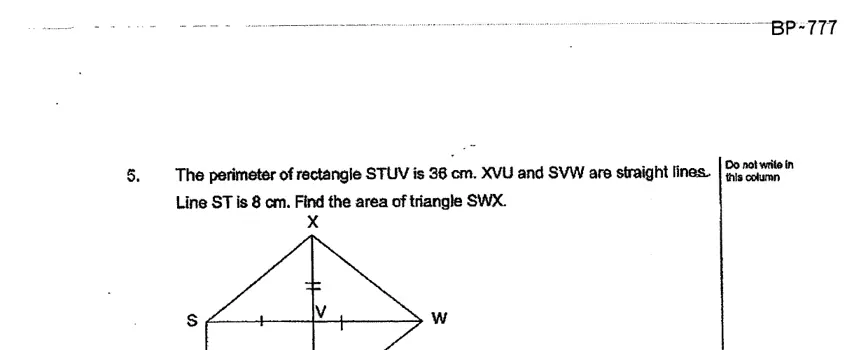 BP-777
5. The perimeter of rectangle STUV is 36 cm. XVU and SVW are straight lines.
Line ST is 8 cm. Find the area of triangle SWX.
Do not write in
this column
X
S
V
W